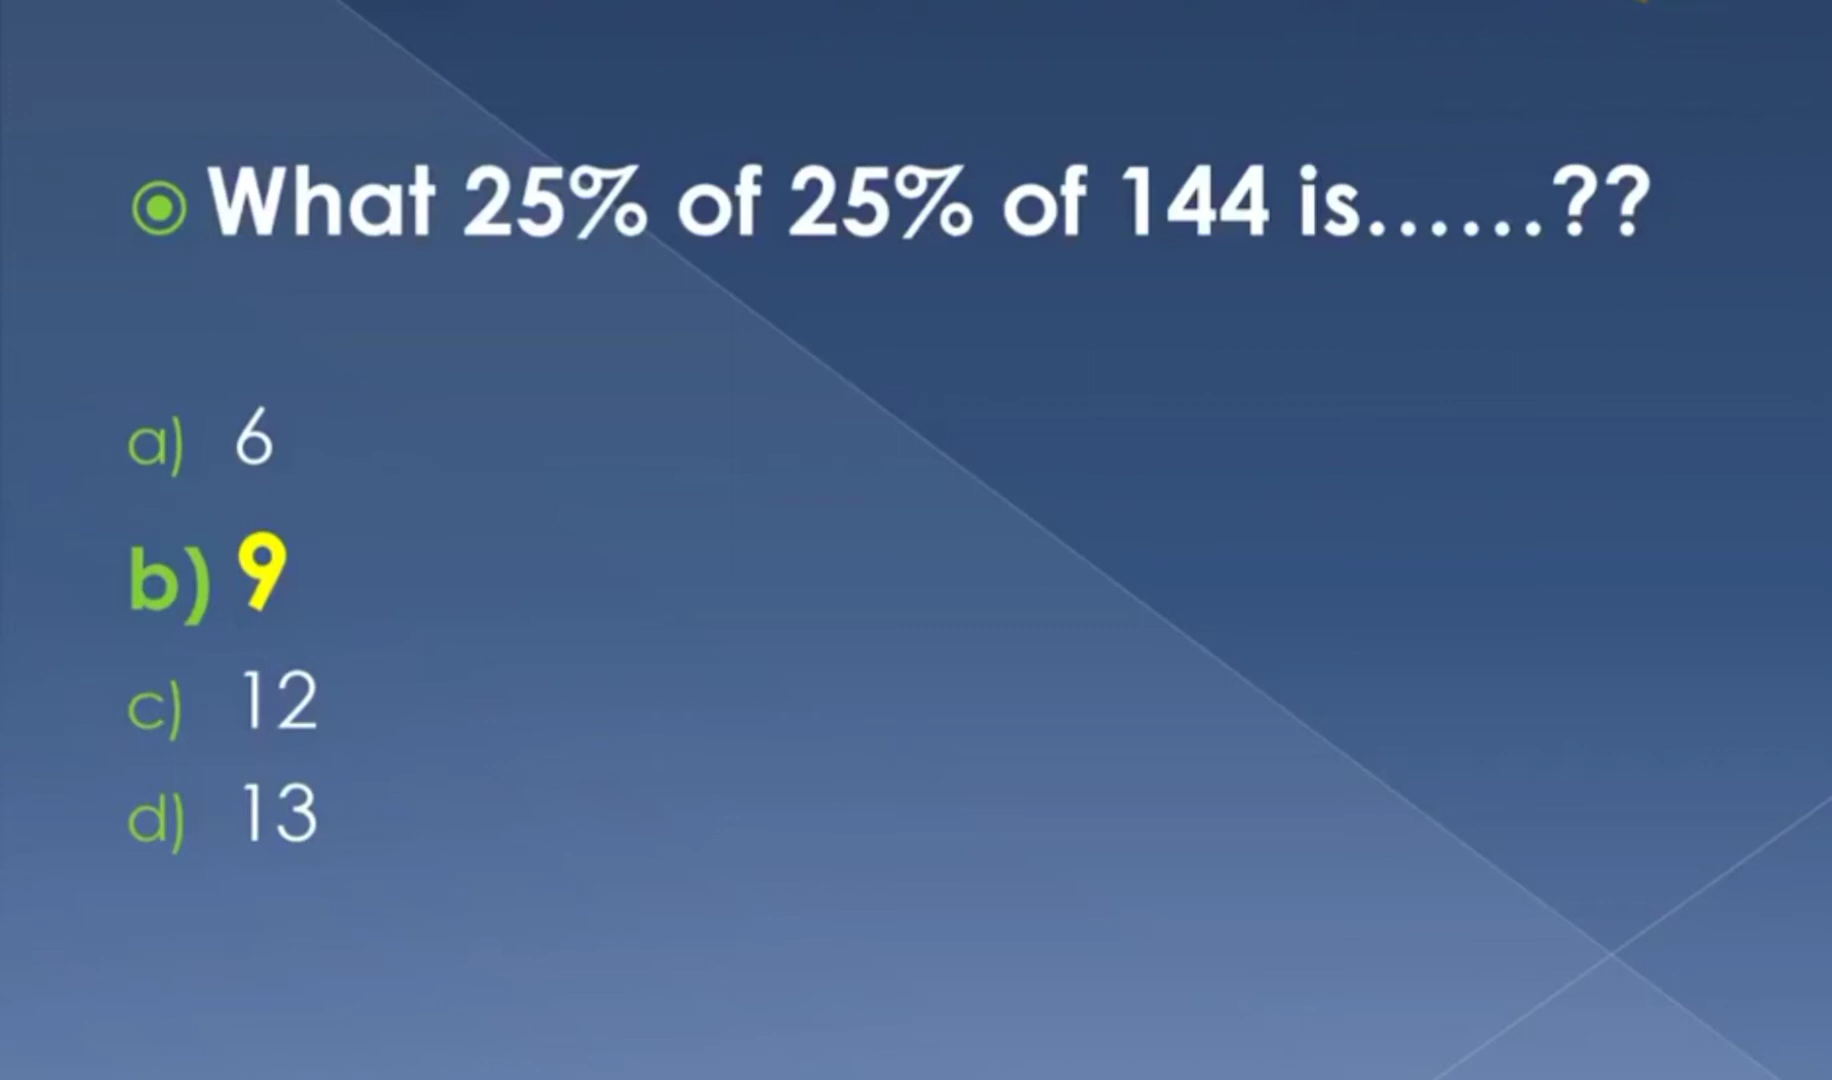 What 25% of 25% of 144 is......??
a) 6
b) 9
c) 12
d) 13